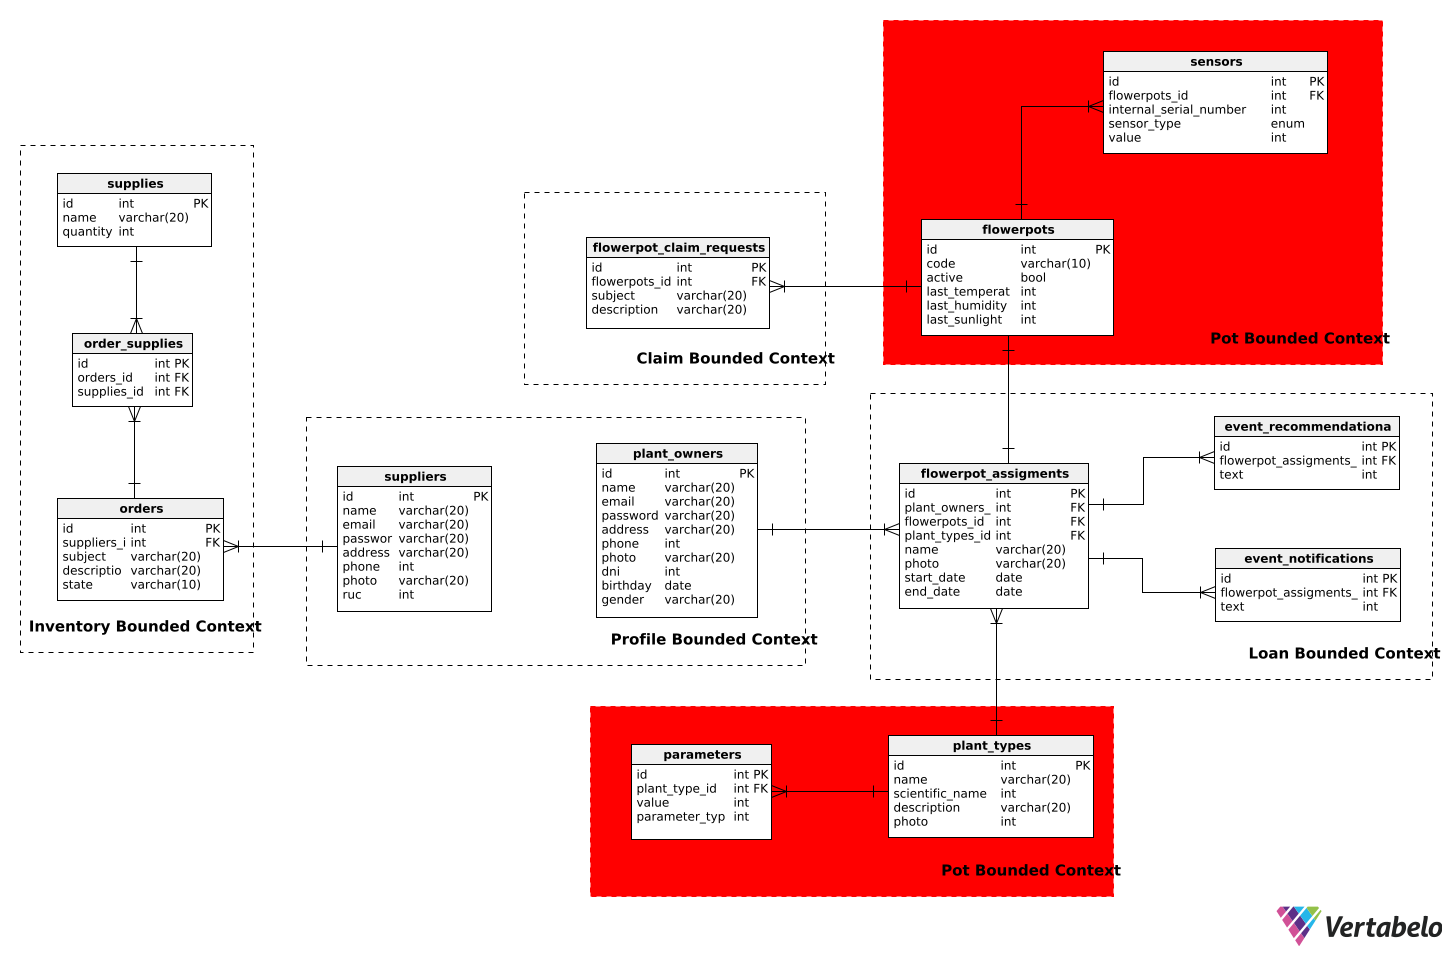 sensors
id int PK
flowerpots_id int FK
internal_serial_number int
sensor_type enum
value int
supplies
id int PK
name varchar(20)
quantity int
flowerpots
id int PK
code varchar(10)
active bool
last_temperat int
last_humidity int
last_sunlight int
Pot Bounded Context
flowerpot_claim_requests
id int PK
flowerpots_id int FK
subject varchar(20)
description varchar(20)
Claim Bounded Context
order_supplies
id int PK
orders_id int FK
supplies_id int FK
orders
id int PK
suppliers_i int FK
subject varchar(20)
descriptio varchar(20)
state varchar(10)
Inventory Bounded Context
suppliers
id int PK
name varchar(20)
email varchar(20)
passwor varchar(20)
address varchar(20)
phone int
photo varchar(20)
ruc int
plant_owners
id int PK
name varchar(20)
email varchar(20)
password varchar(20)
address varchar(20)
phone int
photo varchar(20)
dni int
birthday date
gender varchar(20)
Profile Bounded Context
flowerpot_assigments
id int PK
plant_owners_ int FK
flowerpots_id int FK
plant_types_id int FK
name varchar(20)
photo varchar(20)
start_date date
end_date date
event_recommendationa
id int PK
flowerpot_assigments_ int FK
text int
event_notifications
id int PK
flowerpot_assigments_ int FK
text int
Loan Bounded Context
parameters
id int PK
plant_type_id int FK
value int
parameter_typ int
plant_types
id int PK
name varchar(20)
scientific_name int
description varchar(20)
photo int
Pot Bounded Context
Vertabelo